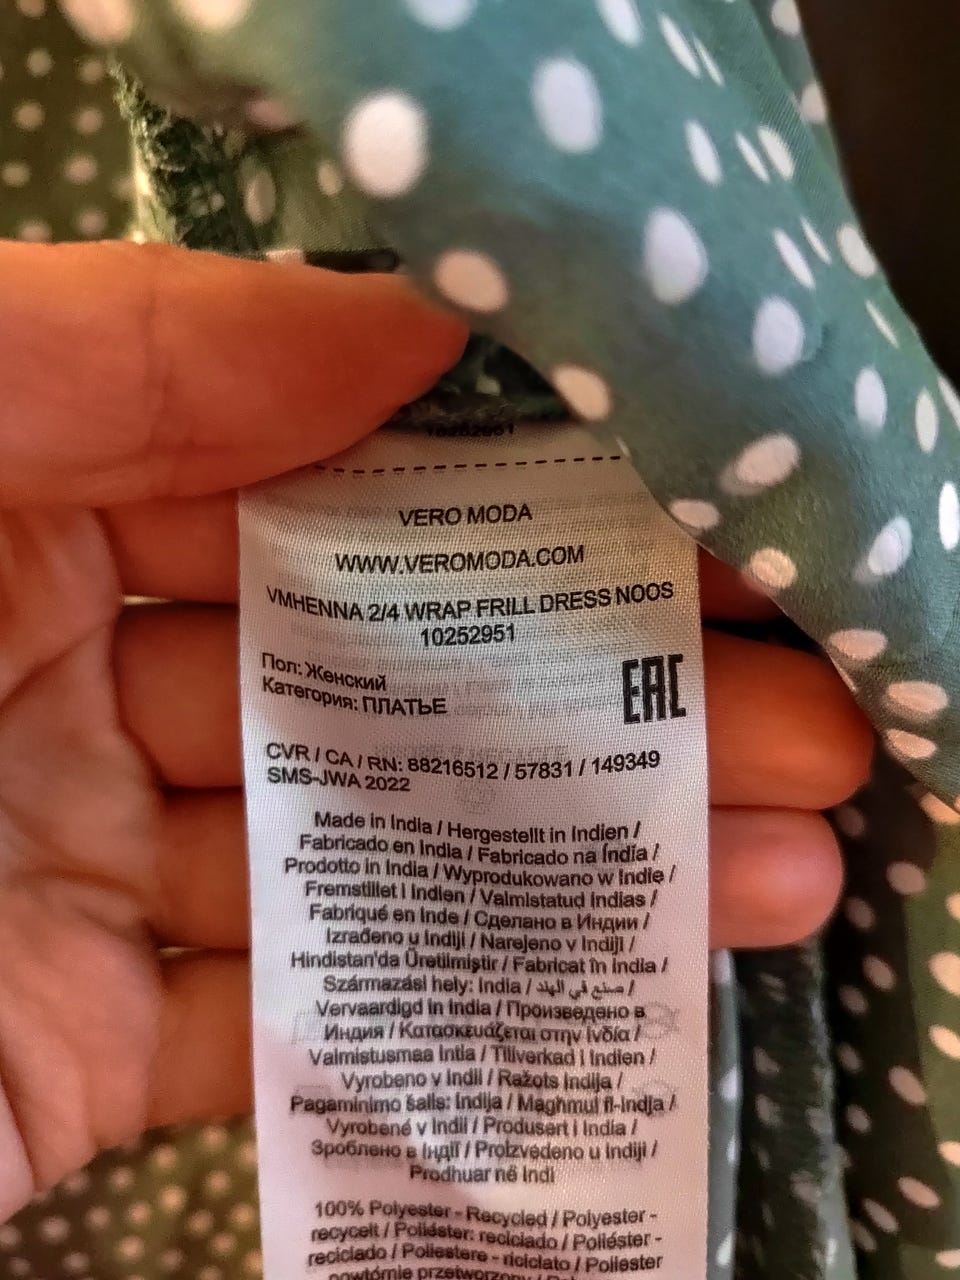 10252951
VERO MODA
WWW.VEROMODA.COM
VMHENNA 2/4 WRAP FRILL DRESS NOOS
10252951
Пол: Женский
Категория: ПЛАТЬЕ
EAC
CVR / CA / RN: 88216512 / 57831 / 149349
SMS-JWA 2022
Made in India / Hergestellt in Indien /
Fabricado en India / Fabricado na Índia /
Prodotto in India / Wyprodukowano w Indie /
Fremstillet i Indien / Valmistatud Indias /
Fabriqué en Inde / Сделано в Индии /
Izrađeno u Indiji / Narejeno v Indiji /
Hindistan'da Üretilmiştir / Fabricat în India /
Származási hely: India / صنع في الهند /
Vervaardigd in India / Произведено в
Индия / Κατασκευάζεται στην Ινδία /
Valmistusmaa Intia / Tillverkad i Indien /
Vyrobeno v Indii / Ražots Indija /
Pagaminimo šalis: Indija / Magħmul fl-Indja /
Vyrobené v Indii / Produsert i India /
Зроблено в Індії / Proizvedeno u Indiji /
Prodhuar në Indi
100% Polyester - Recycled / Polyester -
recycelt / Poliéster: reciclado / Poliéster -
reciclado / Poliestere - riciclato / Poliester
powtórnie przetworzony /